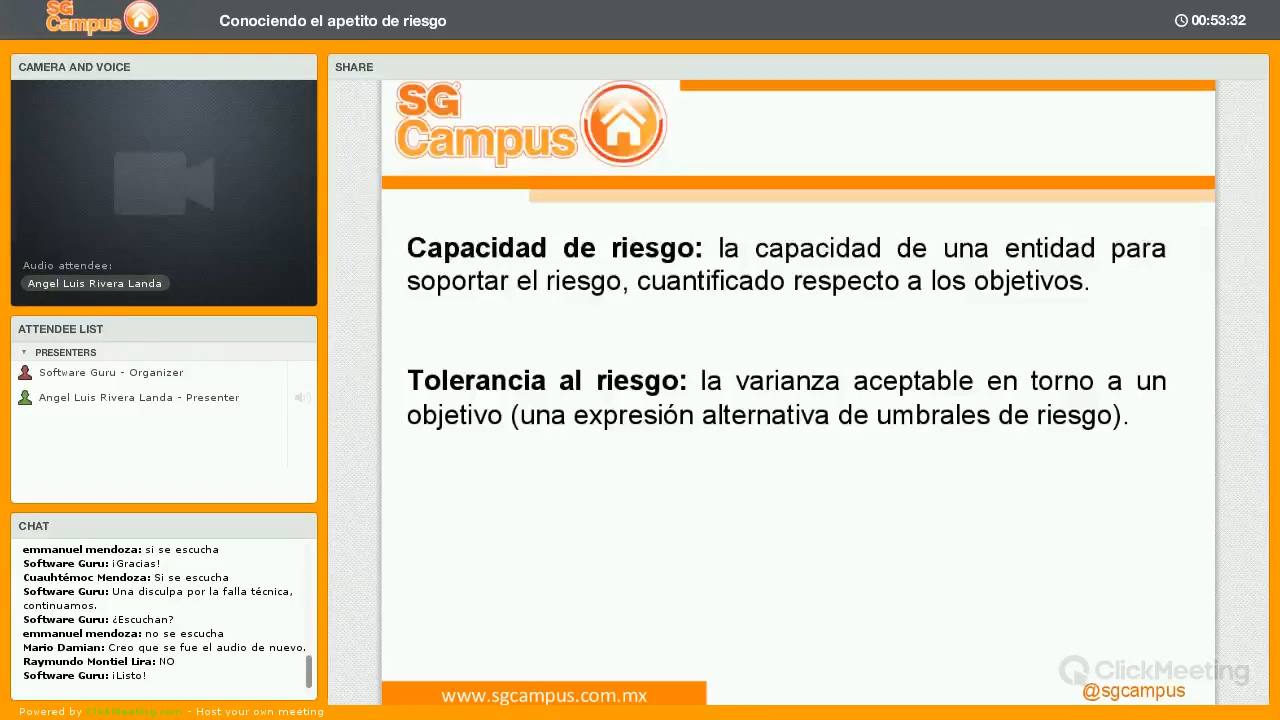 SG Campus
Conociendo el apetito de riesgo
00:53:32
CAMERA AND VOICE
SHARE
Audio attendee:
Angel Luis Rivera Landa
ATTENDEE LIST
PRESENTERS
Software Guru - Organizer
Angel Luis Rivera Landa - Presenter
CHAT
emmanuel mendoza: si se escucha
Software Guru: ¡Gracias!
Cuauhtémoc Mendoza: Si se escucha
Software Guru: Una disculpa por la falla técnica,
continuamos.
Software Guru: ¿Escuchan?
emmanuel mendoza: no se escucha
Mario Damian: Creo que se fue el audio de nuevo.
Raymundo Montiel Lira: NO
Software Guru: ¡Listo!
Powered by ClickMeeting.com - Host your own meeting
SG
Campus
Capacidad de riesgo: la capacidad de una entidad para
soportar el riesgo, cuantificado respecto a los objetivos.
Tolerancia al riesgo: la varianza aceptable en torno a un
objetivo (una expresión alternativa de umbrales de riesgo).
www.sgcampus.com.mx
ClickMeeting
@sgcampus